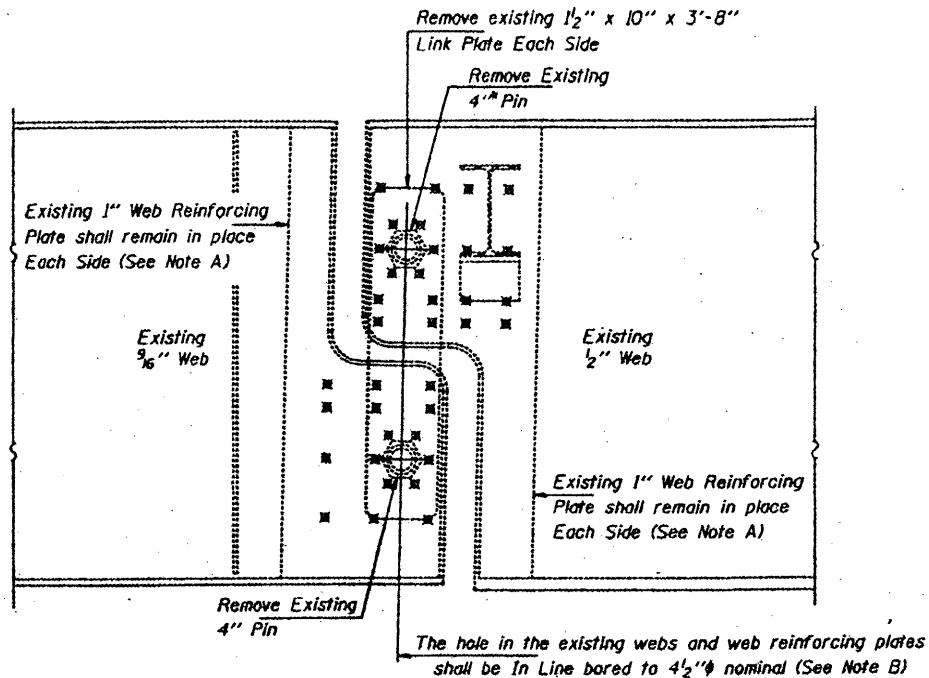 Remove existing 1½" x 10" x 3'-8"
Link Plate Each Side
Remove Existing
4" Pin
Existing 1" Web Reinforcing
Plate shall remain in place
Each Side (See Note A)
Existing
9/16" Web
Existing
½" Web
Existing 1" Web Reinforcing
Plate shall remain in place
Each Side (See Note A)
Remove Existing
4" Pin
The hole in the existing webs and web reinforcing plates
shall be In Line bored to 4½"φ nominal (See Note B)